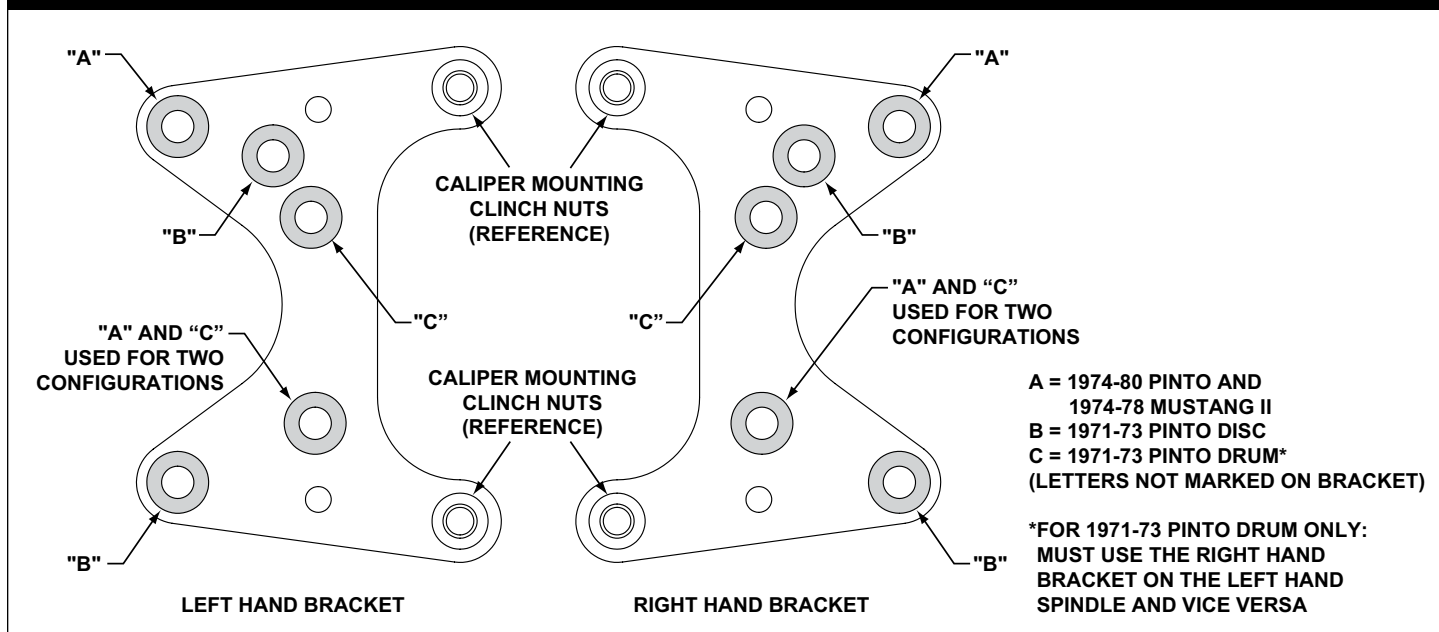 "A"
"A"
CALIPER MOUNTING
CLINCH NUTS
(REFERENCE)
"B"
"B"
"A" AND “C”
USED FOR TWO
CONFIGURATIONS
"C”
"C”
"A" AND “C”
USED FOR TWO
CONFIGURATIONS
CALIPER MOUNTING
CLINCH NUTS
(REFERENCE)
A = 1974-80 PINTO AND
1974-78 MUSTANG II
B = 1971-73 PINTO DISC
C = 1971-73 PINTO DRUM*
(LETTERS NOT MARKED ON BRACKET)
*FOR 1971-73 PINTO DRUM ONLY:
MUST USE THE RIGHT HAND
BRACKET ON THE LEFT HAND
SPINDLE AND VICE VERSA
"B"
"B"
LEFT HAND BRACKET
RIGHT HAND BRACKET